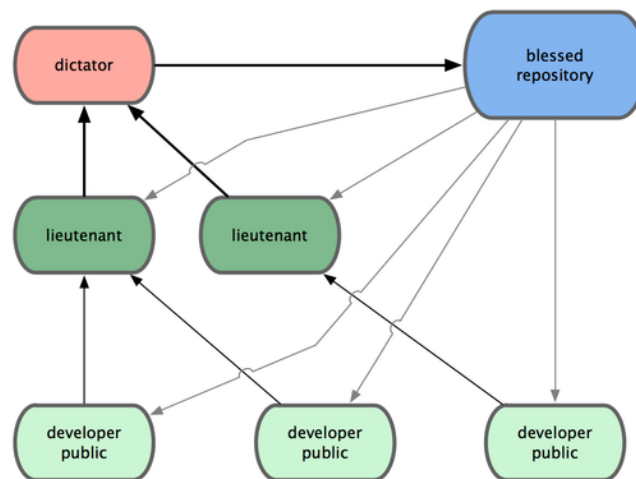 dictator
blessed
repository
lieutenant
lieutenant
developer
public
developer
public
developer
public